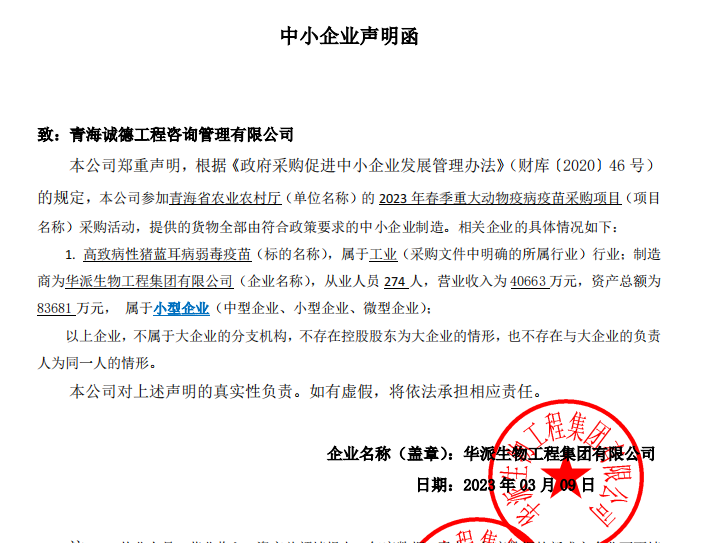 中小企业声明函
致：青海诚德工程咨询管理有限公司
本公司郑重声明，根据《政府采购促进中小企业发展管理办法》（财库〔2020〕46 号）
的规定，本公司参加青海省农业农村厅（单位名称）的 2023 年春季重大动物疫病疫苗采购项目（项目
名称）采购活动，提供的货物全部由符合政策要求的中小企业制造。相关企业的具体情况如下：
1. 高致病性猪蓝耳病弱毒疫苗（标的名称），属于工业（采购文件中明确的所属行业）行业；制造
商为华派生物工程集团有限公司（企业名称），从业人员 274 人，营业收入为 40663 万元，资产总额为
83681 万元， 属于小型企业（中型企业、小型企业、微型企业）；
以上企业，不属于大企业的分支机构，不存在控股股东为大企业的情形，也不存在与大企业的负责
人为同一人的情形。
本公司对上述声明的真实性负责。如有虚假，将依法承担相应责任。
企业名称（盖章）：华派生物工程集团有限公司
日期：2023 年 03 月 09 日
华派生物工程集团有限公司